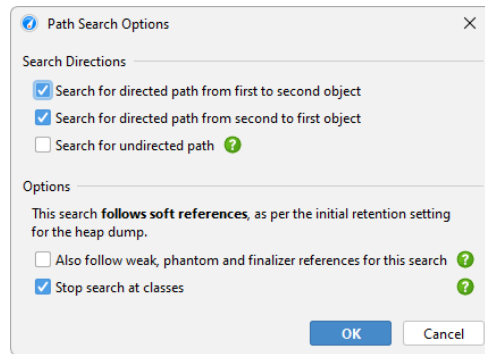 Path Search Options
Search Directions
Search for directed path from first to second object
Search for directed path from second to first object
Search for undirected path ?
Options
This search follows soft references, as per the initial retention setting
for the heap dump.
Also follow weak, phantom and finalizer references for this search ?
Stop search at classes ?
OK Cancel